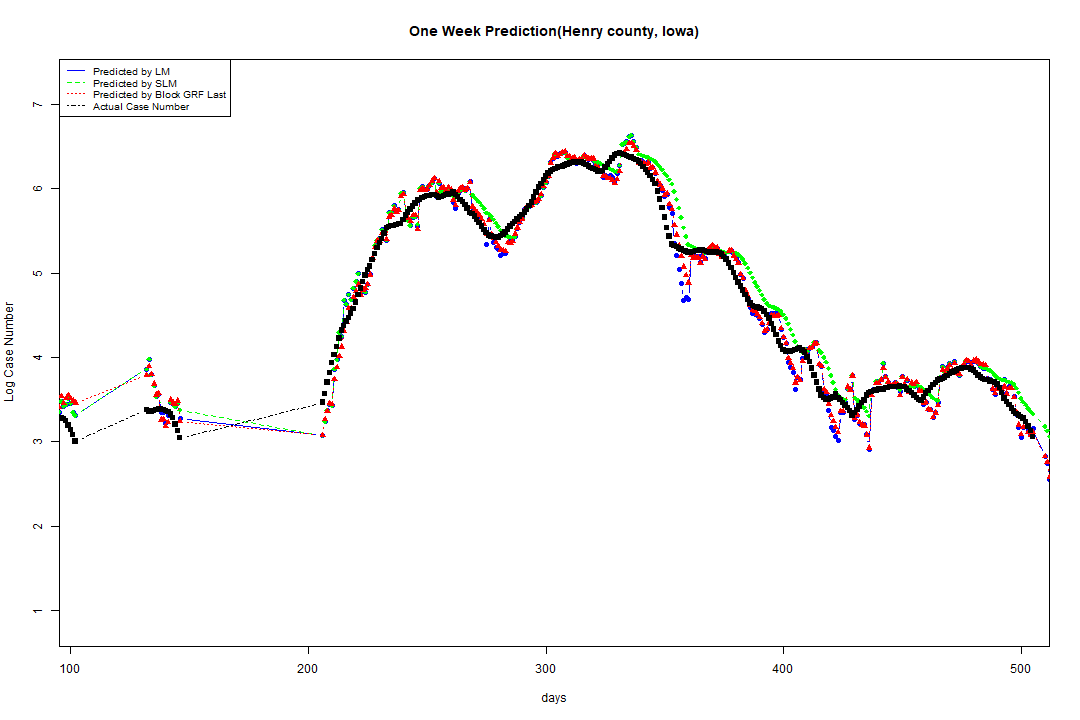 One Week Prediction(Henry county, Iowa)
Predicted by LM
Predicted by SLM
Predicted by Block GRF Last
Actual Case Number
7
6
5
4
3
2
1
Log Case Number
100 200 300 400 500
days